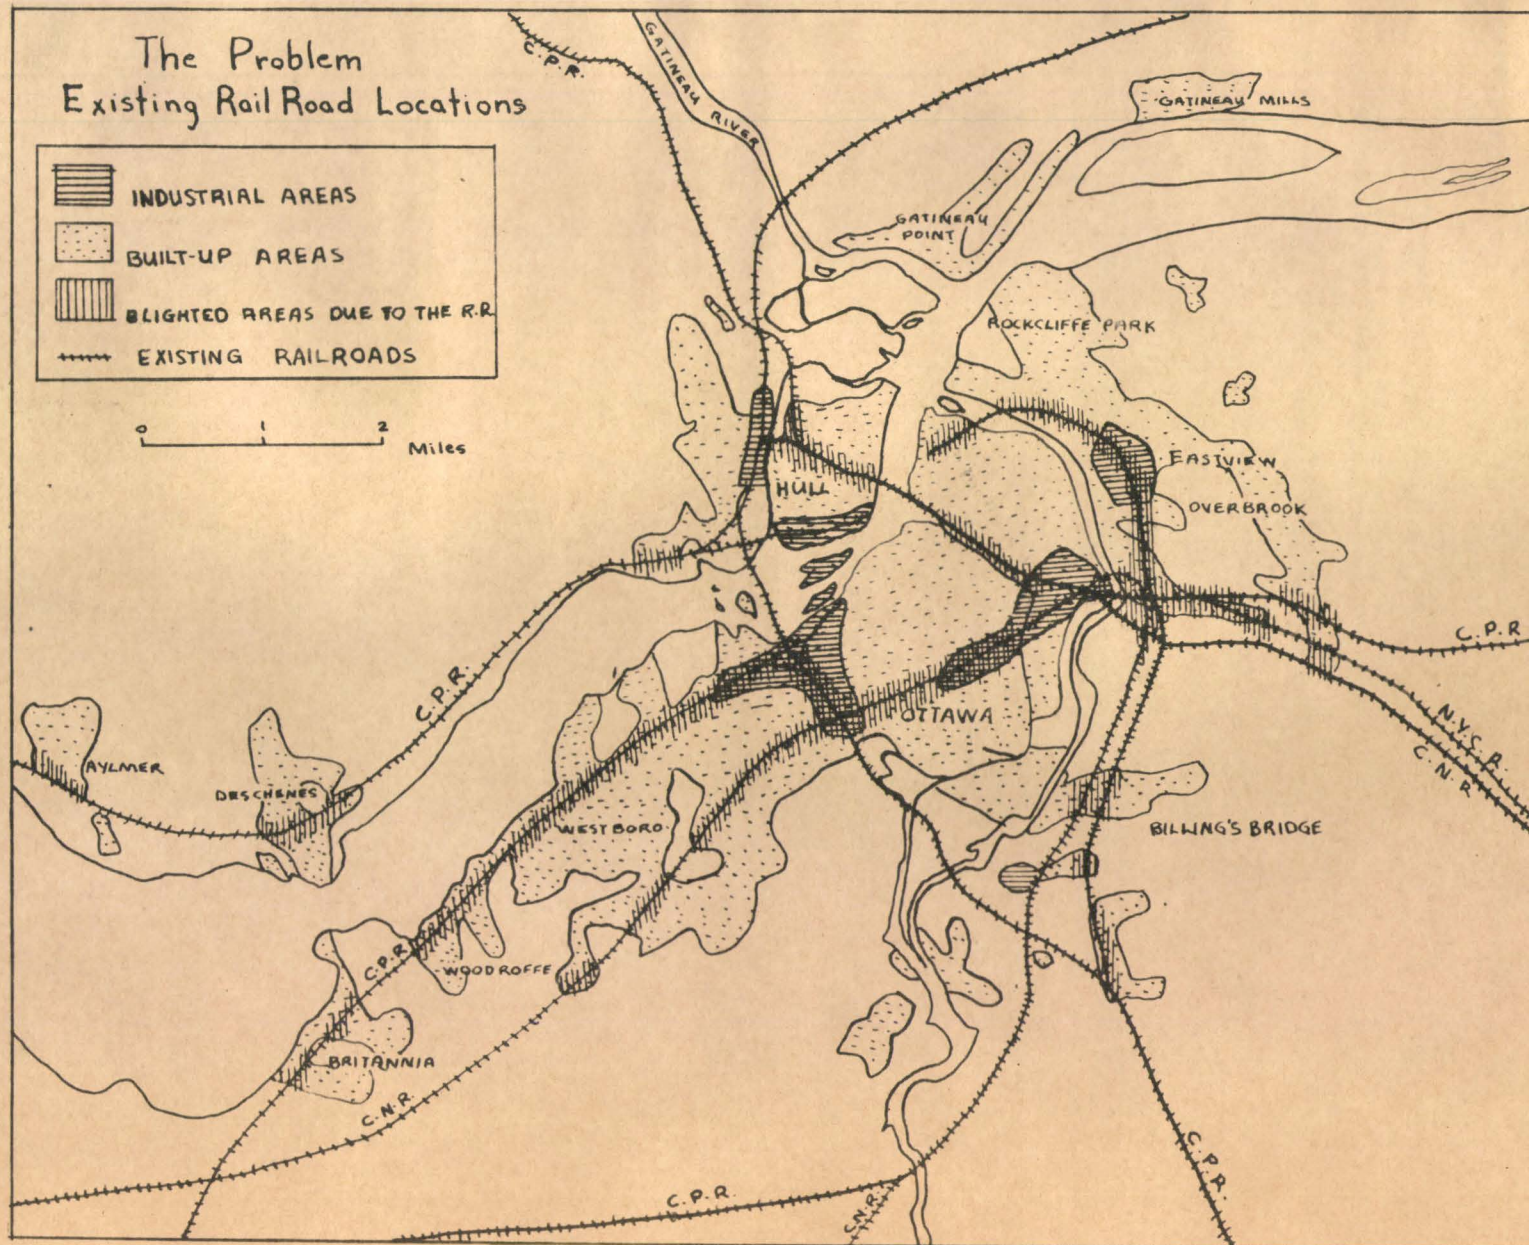 The Problem
Existing Rail Road Locations
INDUSTRIAL AREAS
BUILT-UP AREAS
BLIGHTED AREAS DUE TO THE R.R
EXISTING RAILROADS
0 1 2
Miles
C.P.R.
GATINEAU RIVER
GATINEAU MILLS
GATINEAU
POINT
ROCKCLIFFE PARK
EASTVIEW
OVERBROOK
HULL
C.P.R.
C.P.R
N.Y.C.R.
C.N.R
OTTAWA
AYLMER
DESCHENES
WESTBORO
BILLING'S BRIDGE
C.P.R
WOODROFFE
BRITANNIA
C.N.R.
C.P.R.
C.N.R.
C.P.R.